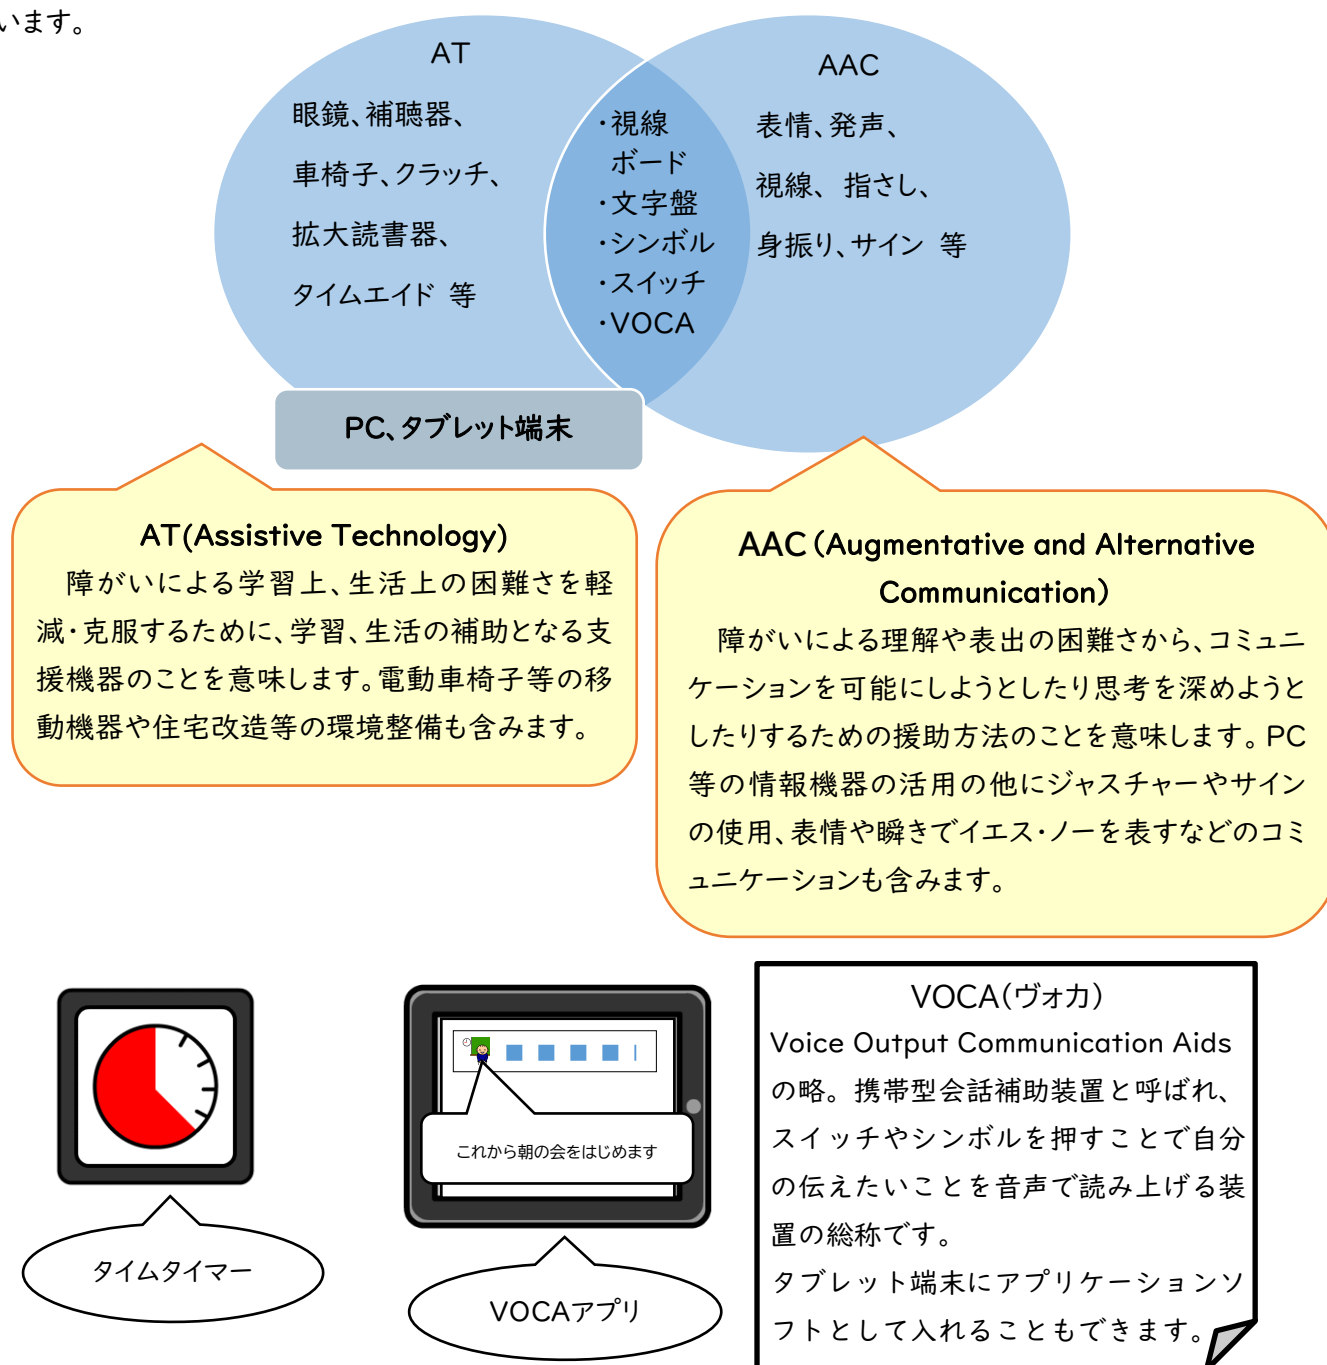 います。
AT
眼鏡、補聴器、
車椅子、クラッチ、
拡大読書器、
タイムエイド 等
・視線
ボード
・文字盤
・シンボル
・スイッチ
・VOCA
AAC
表情、発声、
視線、 指さし、
身振り、サイン 等
PC、タブレット端末
AT(Assistive Technology)
障がいによる学習上、生活上の困難さを軽
減・克服するために、学習、生活の補助となる支
援機器のことを意味します。電動車椅子等の移
動機器や住宅改造等の環境整備も含みます。
AAC（Augmentative and Alternative
Communication）
障がいによる理解や表出の困難さから、コミュニ
ケーションを可能にしようとしたり思考を深めようと
したりするための援助方法のことを意味します。PC
等の情報機器の活用の他にジャスチャーやサイン
の使用、表情や瞬きでイエス・ノーを表すなどのコミ
ュニケーションも含みます。
タイムタイマー
これから朝の会をはじめます
VOCAアプリ
VOCA（ヴォカ）
Voice Output Communication Aids
の略。携帯型会話補助装置と呼ばれ、
スイッチやシンボルを押すことで自分
の伝えたいことを音声で読み上げる装
置の総称です。
タブレット端末にアプリケーションソ
フトとして入れることもできます。